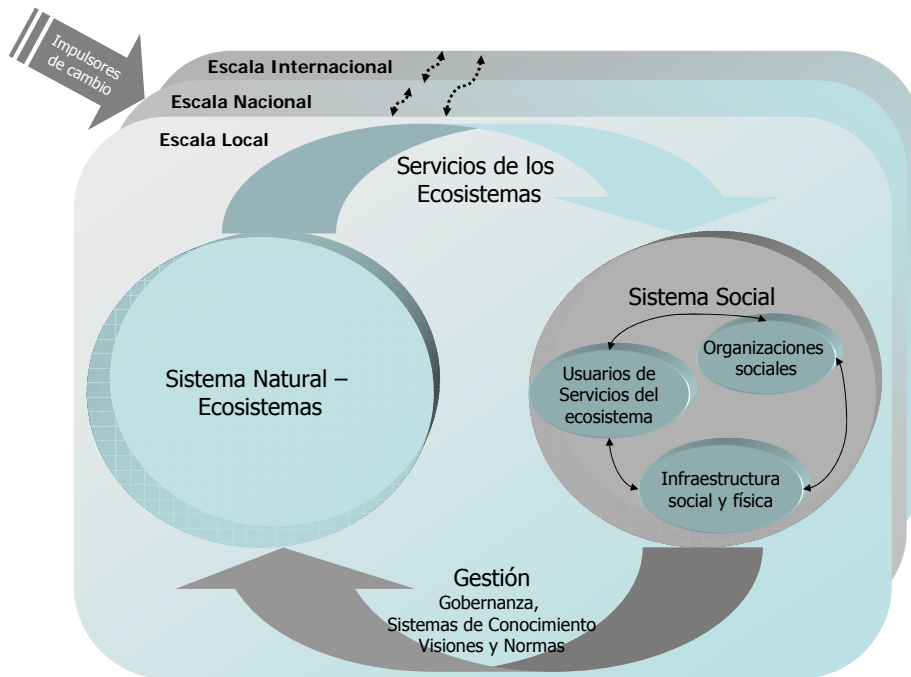 Impulsores
de cambio
Escala Internacional
Escala Nacional
Escala Local
Servicios de los
Ecosistemas
Sistema Natural –
Ecosistemas
Sistema Social
Organizaciones
sociales
Usuarios de
Servicios del
ecosistema
Infraestructura
social y física
Gestión
Gobernanza,
Sistemas de Conocimiento
Visiones y Normas